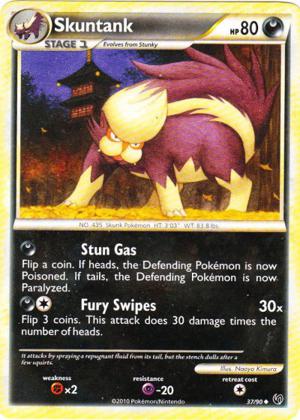 Skuntank
HP 80
STAGE 1
Evolves from Stunky
NO. 435 Skunk Pokémon HT: 3'03" WT: 83.8 lbs.
Stun Gas
Flip a coin. If heads, the Defending Pokémon is now
Poisoned. If tails, the Defending Pokémon is now
Paralyzed.
Fury Swipes 30x
Flip 3 coins. This attack does 30 damage times the
number of heads.
It attacks by spraying a repugnant fluid from its tail, but the stench dulls after
a few squirts.
Illus. Naoyo Kimura
weakness
resistance
retreat cost
×2
-20
©2010 Pokémon/Nintendo
37/90